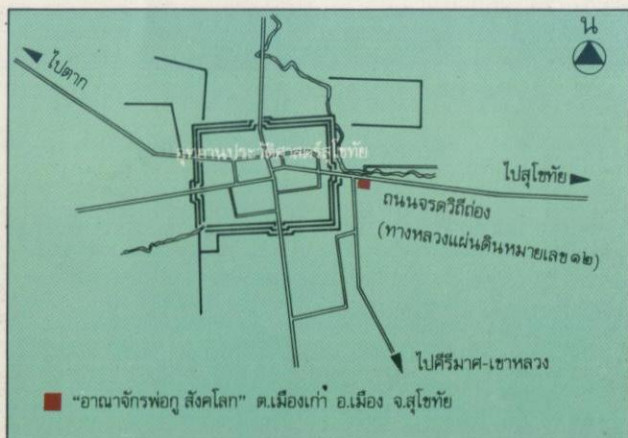 น
ไปตาก
อุทยานประวัติศาสตร์สุโขทัย
ไปสุโขทัย
ถนนจรดวิถีถ่อง
(ทางหลวงแผ่นดินหมายเลข ๑๒)
ไปคีรีมาศ-เขาหลวง
"อาณาจักรพ่อกู สังคโลก" ต.เมืองเก่า อ.เมือง จ.สุโขทัย